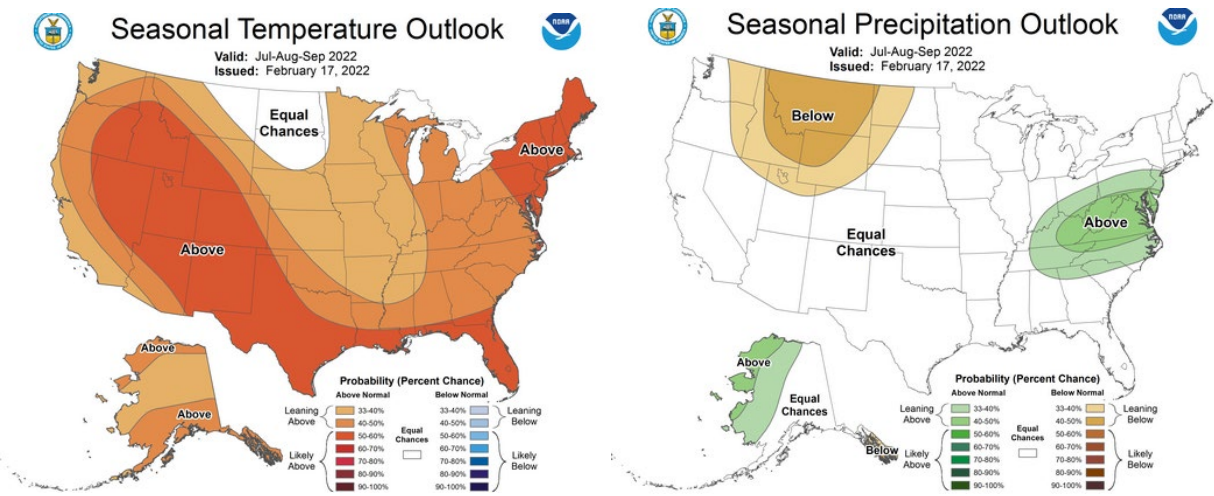 Seasonal Temperature Outlook
NOAA
Valid: Jul-Aug-Sep 2022
Issued: February 17, 2022
Equal
Chances
Above
Above
Above
Above
Probability (Percent Chance)
Above Normal
Below Normal
Leaning
Above
33-40%
40-50%
Likely
Above
50-60%
60-70%
70-80%
80-90%
90-100%
Equal
Chances
33-40%
40-50%
Leaning
Below
50-60%
60-70%
70-80%
80-90%
90-100%
Likely
Below
Seasonal Precipitation Outlook
NOAA
Valid: Jul-Aug-Sep 2022
Issued: February 17, 2022
Below
Above
Equal
Chances
Above
Equal
Chances
Below
Probability (Percent Chance)
Above Normal
Below Normal
Leaning
Above
33-40%
40-50%
Likely
Above
50-60%
60-70%
70-80%
80-90%
90-100%
Equal
Chances
33-40%
40-50%
Leaning
Below
50-60%
60-70%
70-80%
80-90%
90-100%
Likely
Below